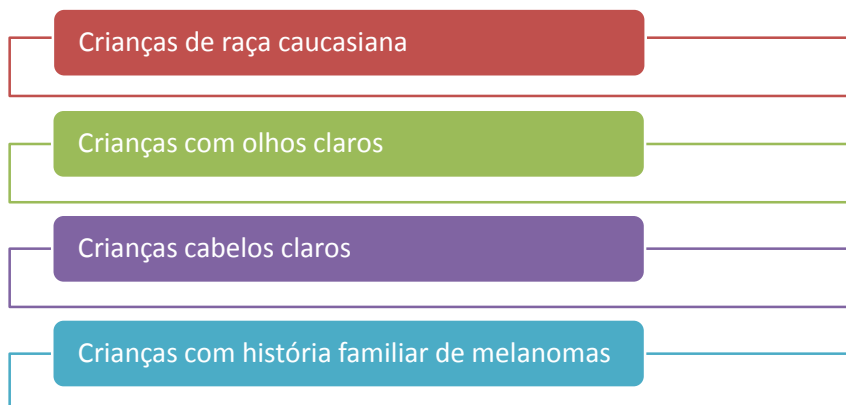 Crianças de raça caucasiana
Crianças com olhos claros
Crianças cabelos claros
Crianças com história familiar de melanomas